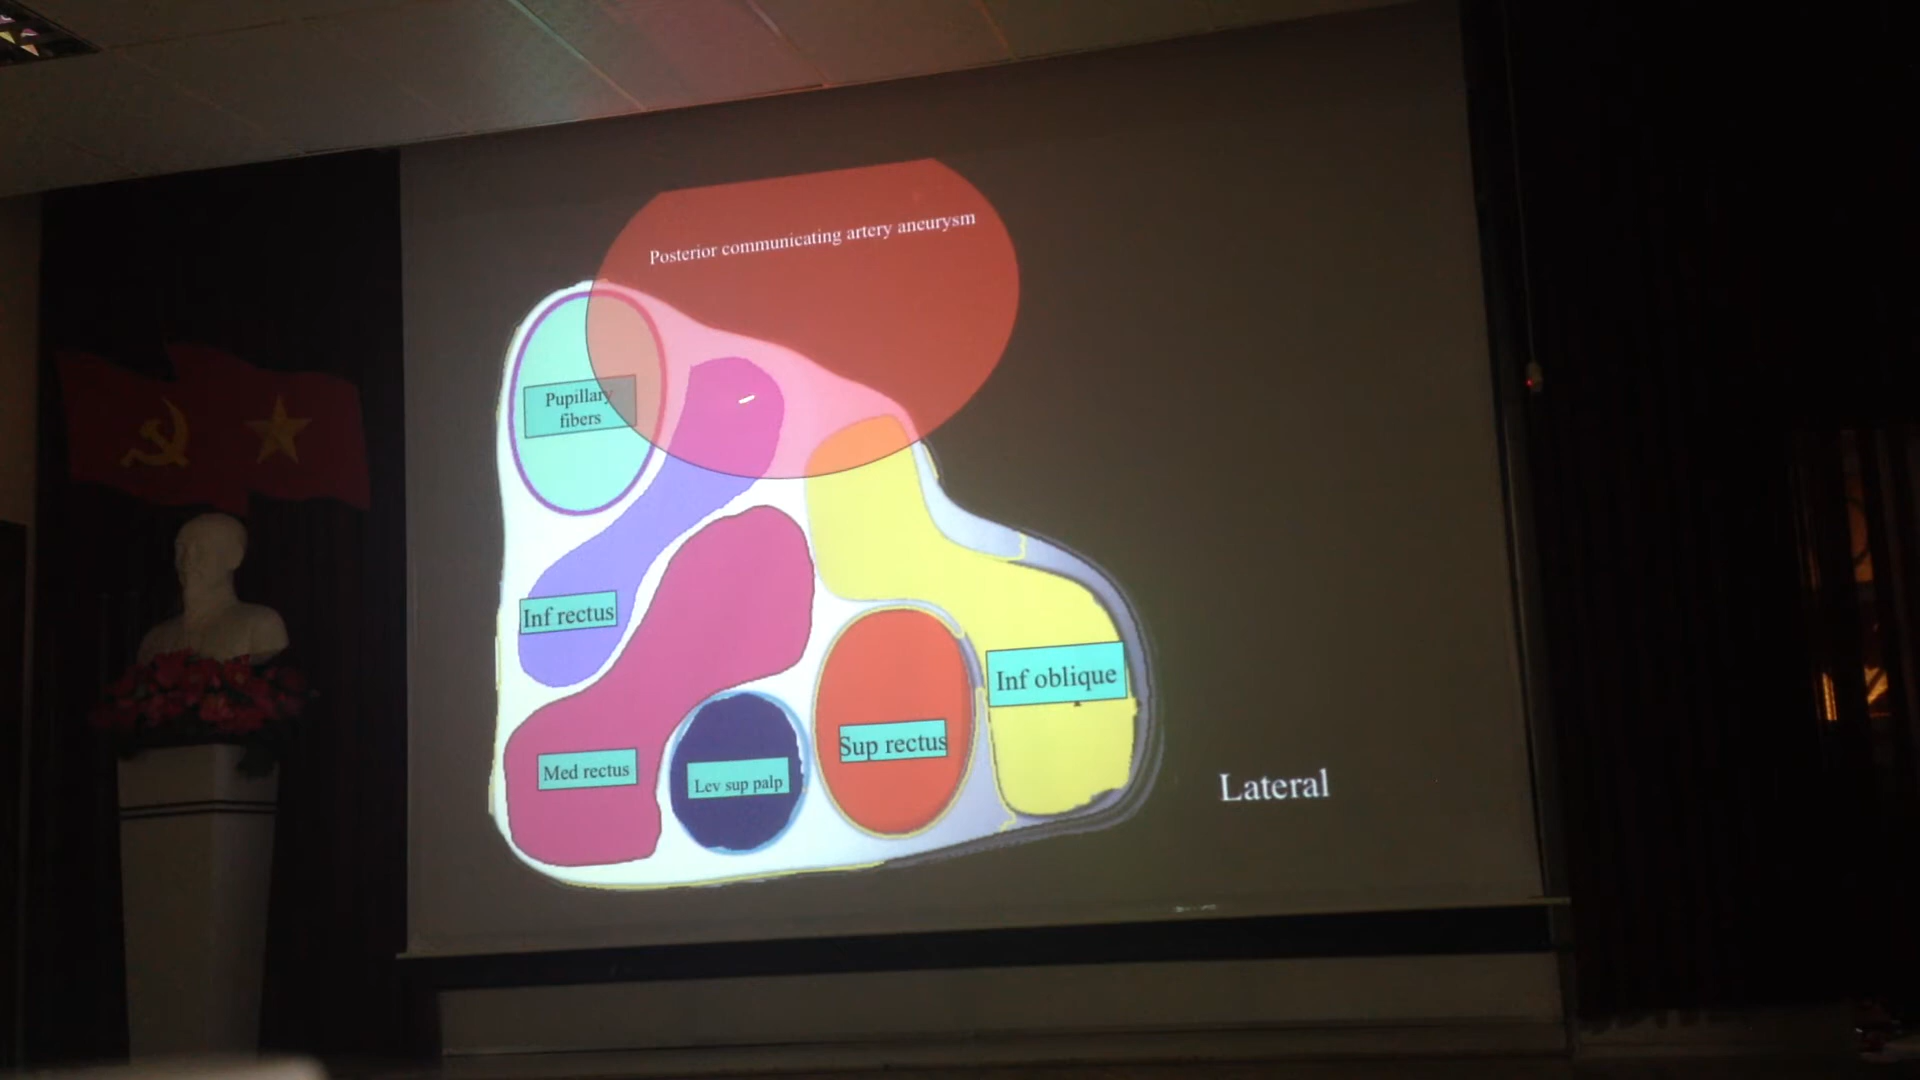 Posterior communicating artery aneurysm
Pupillary
fibers
Inf rectus
Med rectus
Lev sup palp
Sup rectus
Inf oblique
Lateral